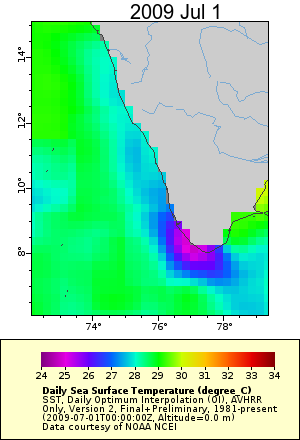 2009 Jul 1
14°
12°
10°
8°
74° 76° 78°
24 25 26 27 28 29 30 31 32 33 34
Daily Sea Surface Temperature (degree_C)
SST, Daily Optimum Interpolation (OI), AVHRR
Only, Version 2, Final+Preliminary, 1981-present
(2009-07-01T00:00:00Z, Altitude=0.0 m)
Data courtesy of NOAA NCEI